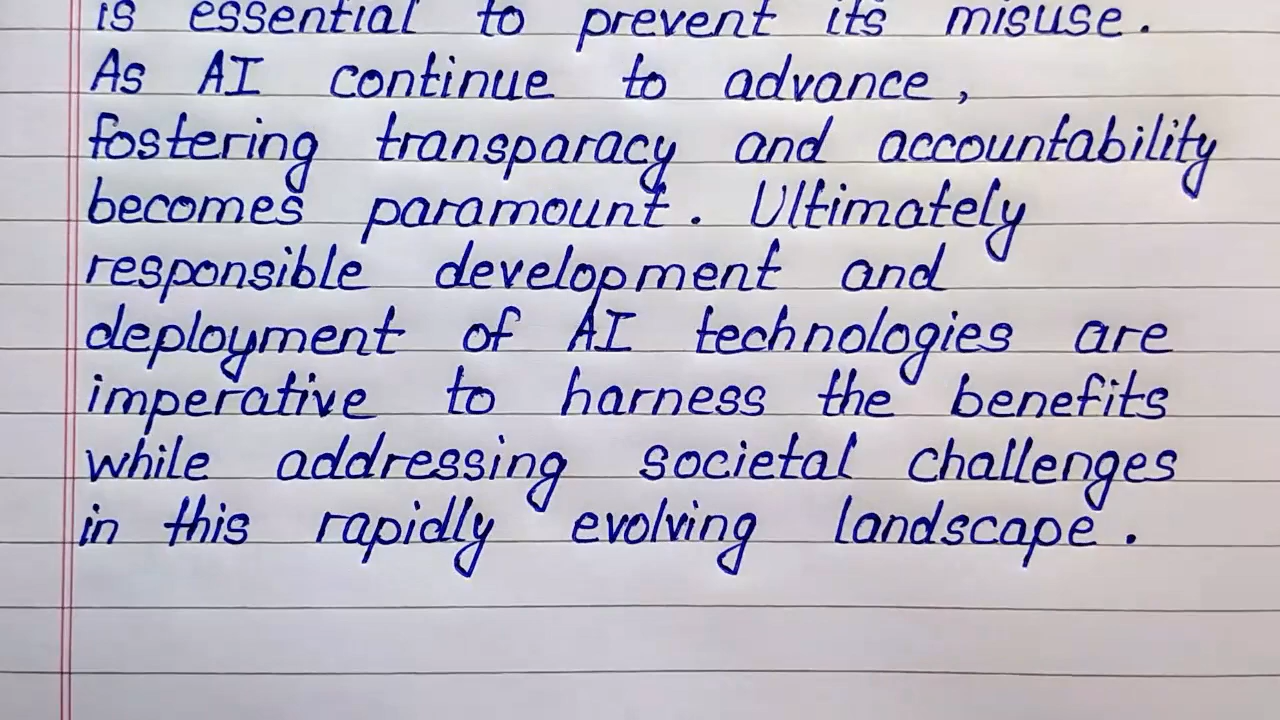 is essential to prevent its misuse.
As AI continue to advance,
fostering transparacy and accountability
becomes paramount. Ultimately
responsible development and
deployment of AI technologies are
imperative to harness the benefits
while addressing societal challenges
in this rapidly evolving landscape.